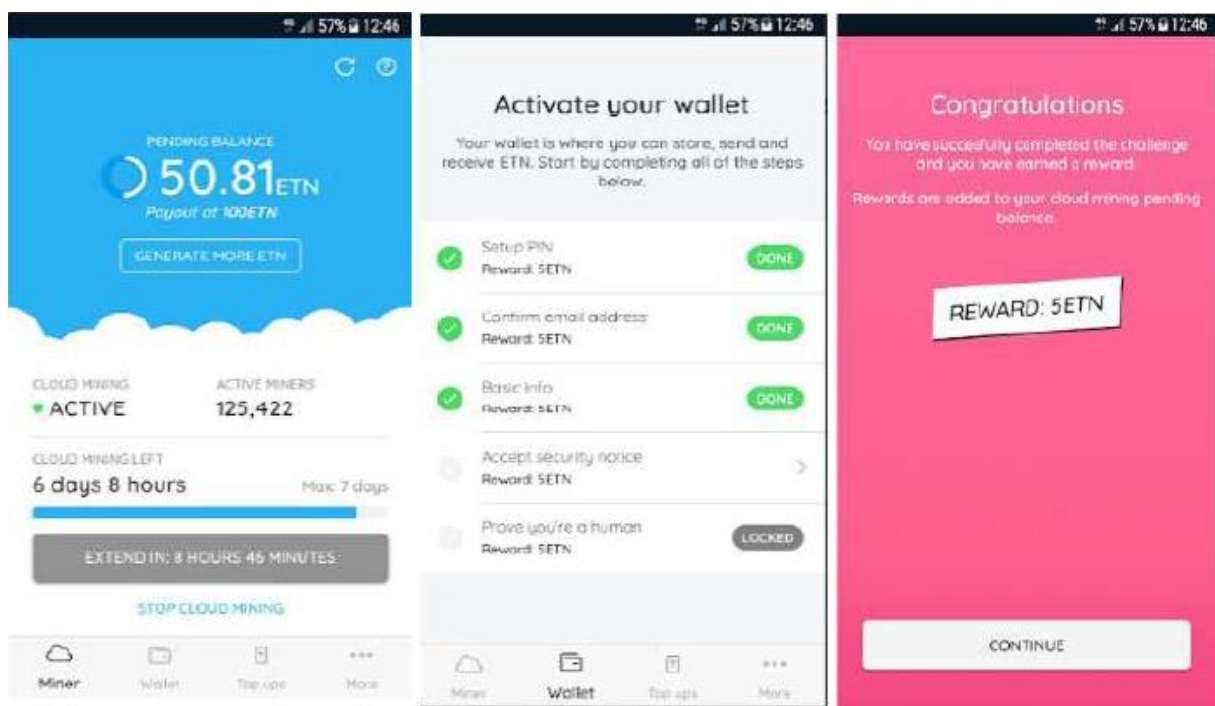 57% 12:46
PENDING BALANCE
50.81 ETN
Payout at 100ETN
GENERATE MORE ETN
CLOUD MINING
ACTIVE MINERS
ACTIVE
125,422
CLOUD MINING LEFT
6 days 8 hours
Max: 7 days
EXTEND IN: 8 HOURS 46 MINUTES
STOP CLOUD MINING
Miner
Wallet
Top ups
More
57% 12:46
Activate your wallet
Your wallet is where you can store, send and
receive ETN. Start by completing all of the steps
below.
Setup PIN
Reward: 5ETN
DONE
Confirm email address
Reward: 5ETN
DONE
Basic info
Reward: 5ETN
DONE
Accept security notice
Reward: 5ETN
Prove you're a human
Reward: 5ETN
LOCKED
Miner
Wallet
Top ups
More
57% 12:46
Congratulations
You have succesfully completed the challenge
and you have earned a reward.
Rewards are added to your cloud mining pending
balance.
REWARD: 5ETN
CONTINUE